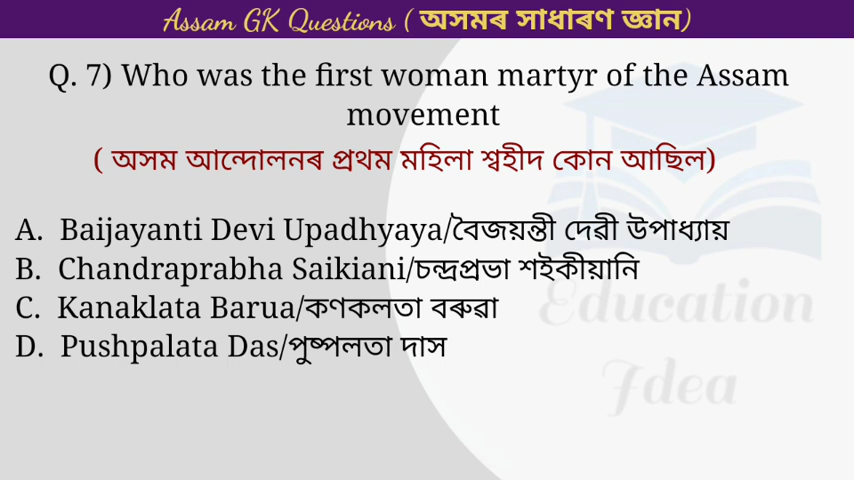 Assam GK Questions ( অসমৰ সাধাৰণ জ্ঞান)
Q. 7) Who was the first woman martyr of the Assam
movement
( অসম আন্দোলনৰ প্ৰথম মহিলা শ্বহীদ কোন আছিল)
A. Baijayanti Devi Upadhyaya/বৈজয়ন্তী দেৱী উপাধ্যায়
B. Chandraprabha Saikiani/চন্দ্ৰপ্ৰভা শইকীয়ানি
C. Kanaklata Barua/কণকলতা বৰুৱা
D. Pushpalata Das/পুষ্পলতা দাস
Education
Idea